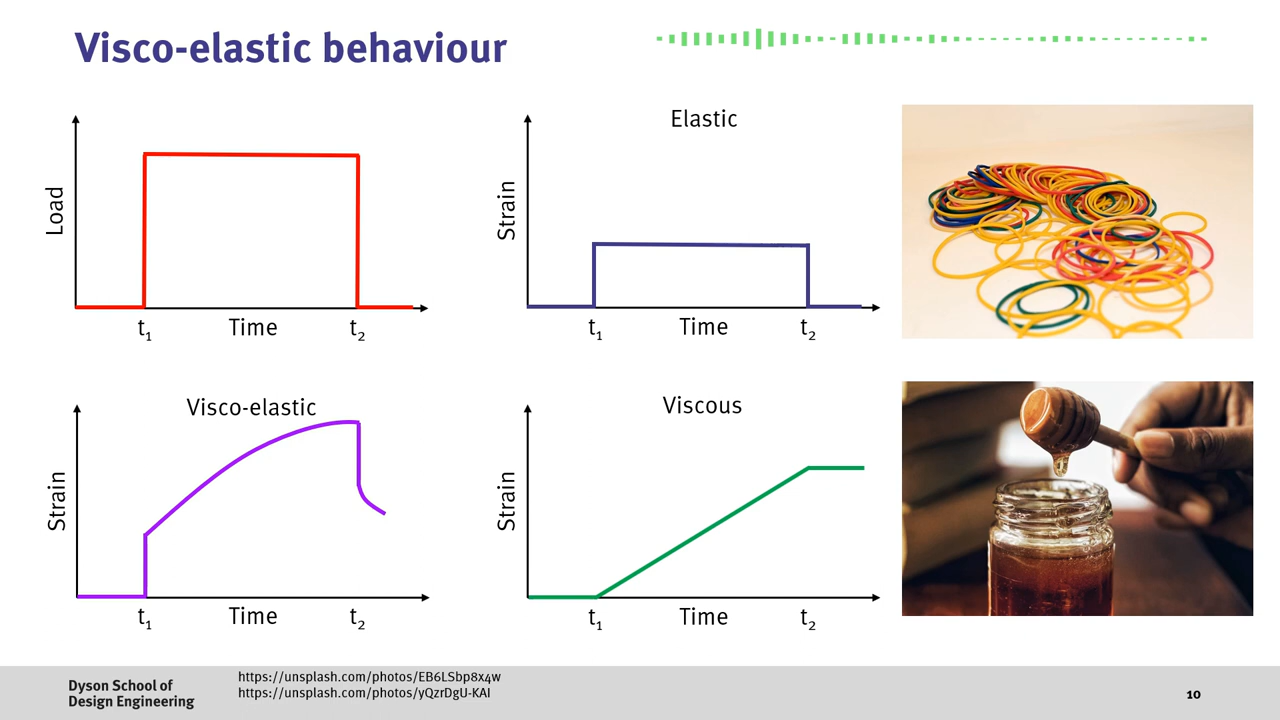 Visco-elastic behaviour
Load
t₁
Time
t₂
Elastic
Strain
t₁
Time
t₂
Visco-elastic
Strain
t₁
Time
t₂
Viscous
Strain
t₁
Time
t₂
Dyson School of
Design Engineering
https://unsplash.com/photos/EB6LSbp8x4w
https://unsplash.com/photos/yQzrDgU-KAI
10